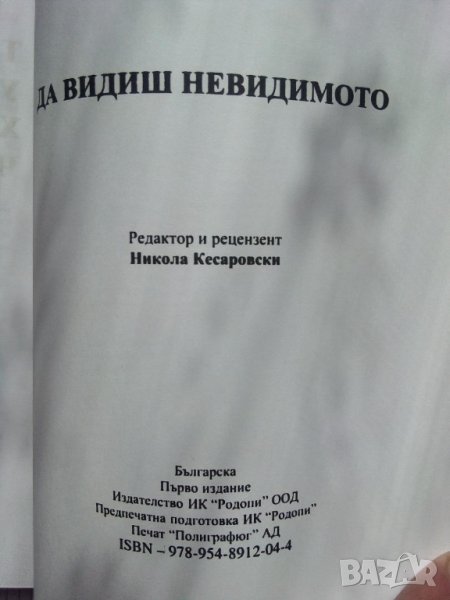 ДА ВИДИШ НЕВИДИМОТО
Редактор и рецензент
Никола Кесаровски
Българска
Първо издание
Издателство ИК "Родопи" ООД
Предпечатна подготовка ИК "Родопи"
Печат "Полиграфюг" АД
ISBN – 978-954-8912-04-4
BAZAR